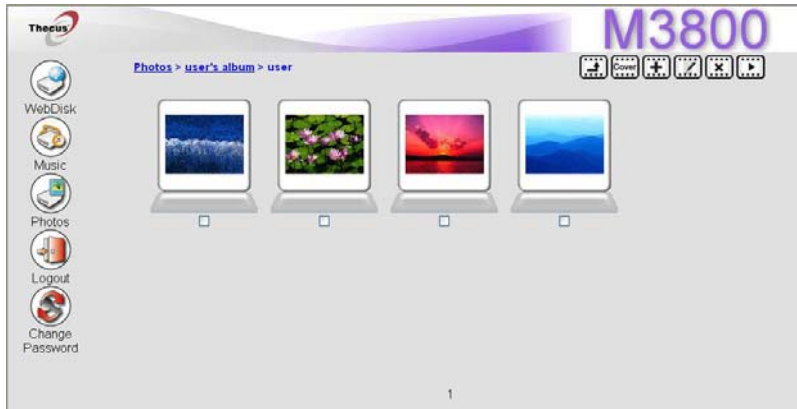 Thecus
M3800
Photos > user's album > user
Cover
WebDisk
Music
Photos
Logout
Change
Password
1